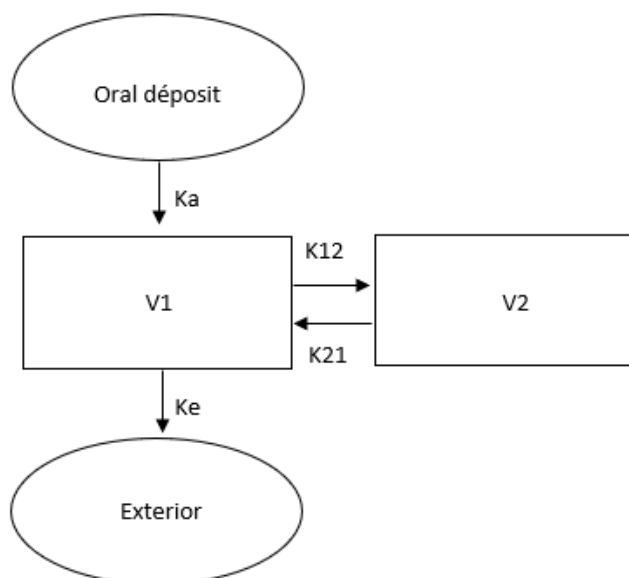 Oral déposit
Ka
K12
V1
V2
K21
Ke
Exterior